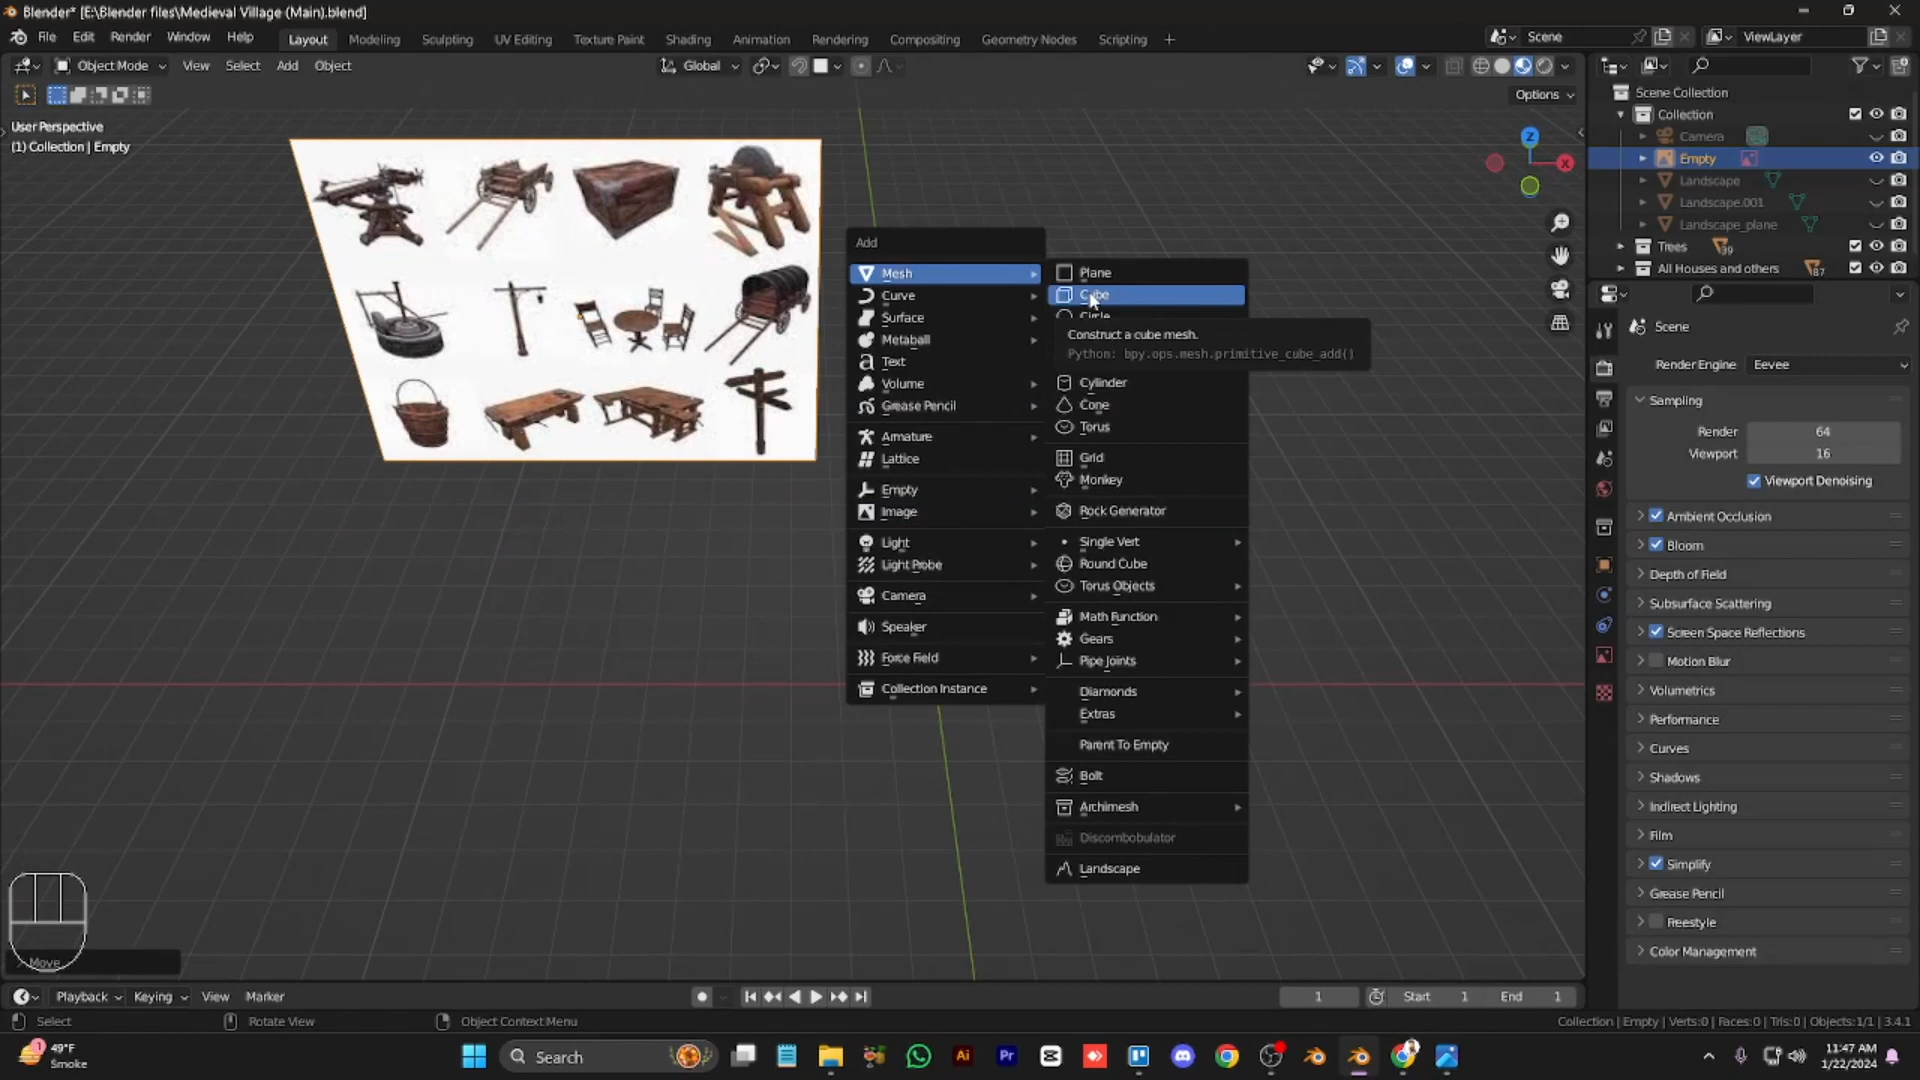 Blender* [E:\Blender files\Medieval Village (Main).blend]
File Edit Render Window Help
Layout Modeling Sculpting UV Editing Texture Paint Shading Animation Rendering Compositing Geometry Nodes Scripting +
Scene
ViewLayer
Object Mode View Select Add Object
Global
Options
User Perspective
(1) Collection | Empty
Z
X
Add
Mesh
Curve
Surface
Metaball
Text
Volume
Grease Pencil
Armature
Lattice
Empty
Image
Light
Light Probe
Camera
Speaker
Force Field
Collection Instance
Plane
Cube
Circle
Construct a cube mesh.
Python: bpy.ops.mesh.primitive_cube_add()
Cylinder
Cone
Torus
Grid
Monkey
Rock Generator
Single Vert
Round Cube
Torus Objects
Math Function
Gears
Pipe Joints
Diamonds
Extras
Parent To Empty
Bolt
Archimesh
Discombobulator
Landscape
Scene Collection
Collection
Camera
Empty
Landscape
Landscape.001
Landscape_plane
Trees 39
All Houses and others 87
Scene
Render Engine Eevee
Sampling
Render 64
Viewport 16
Viewport Denoising
Ambient Occlusion
Bloom
Depth of Field
Subsurface Scattering
Screen Space Reflections
Motion Blur
Volumetrics
Performance
Curves
Shadows
Indirect Lighting
Film
Simplify
Grease Pencil
Freestyle
Color Management
Move
Playback Keying View Marker
1 Start 1 End 1
Select Rotate View Object Context Menu
Collection | Empty | Verts:0 | Faces:0 | Tris:0 | Objects:1/1 | 3.4.1
1
49°F
Smoke
Search
Ai
Pr
11:47 AM
1/22/2024